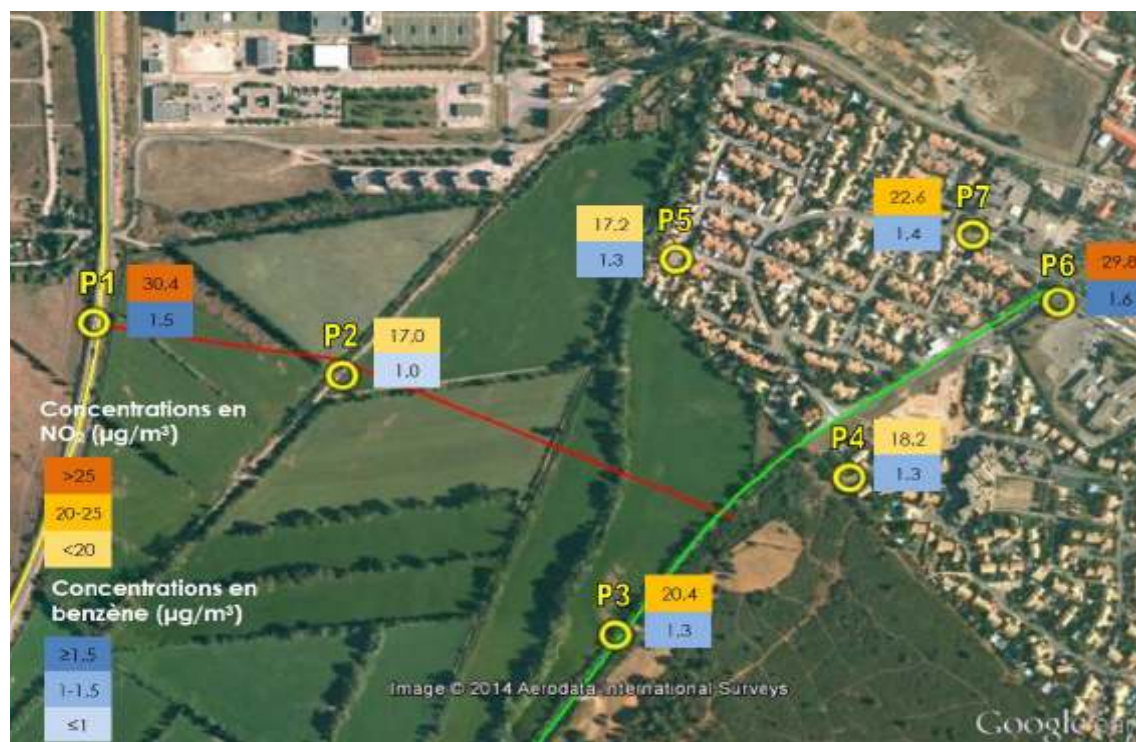 P7
22,6
1,4
P5
17,2
1,3
P6
29,8
1,6
P1
30,4
1,5
P2
17,0
1,0
Concentrations en
NO₂ (µg/m³)
>25
20-25
<20
P4
18,2
1,3
Concentrations en
benzène (µg/m³)
≥1,5
1-1,5
≤1
P3
20,4
1,3
Image © 2014 Aerodata International Surveys
Google